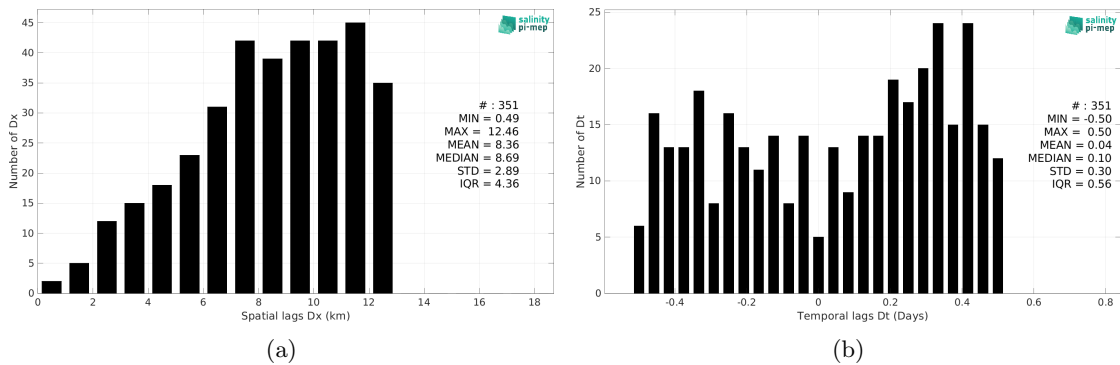 salinity
pi-mep
45
40
35
30
25
20
15
10
5
0
Number of Dx
# : 351
MIN = 0.49
MAX = 12.46
MEAN = 8.36
MEDIAN = 8.69
STD = 2.89
IQR = 4.36
0 2 4 6 8 10 12 14 16 18
Spatial lags Dx (km)
(a)
salinity
pi-mep
25
20
15
10
5
0
Number of Dt
# : 351
MIN = -0.50
MAX = 0.50
MEAN = 0.04
MEDIAN = 0.10
STD = 0.30
IQR = 0.56
-0.4 -0.2 0 0.2 0.4 0.6 0.8
Temporal lags Dt (Days)
(b)